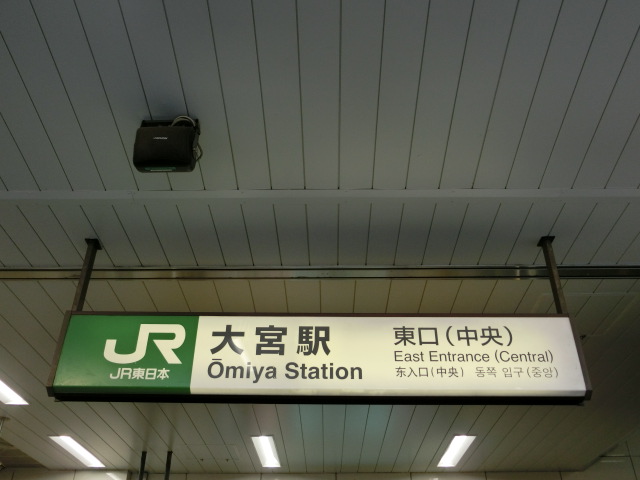 JR
JR東日本
大宮駅
Ōmiya Station
東口(中央)
East Entrance (Central)
东入口(中央) 동쪽 입구(중앙)